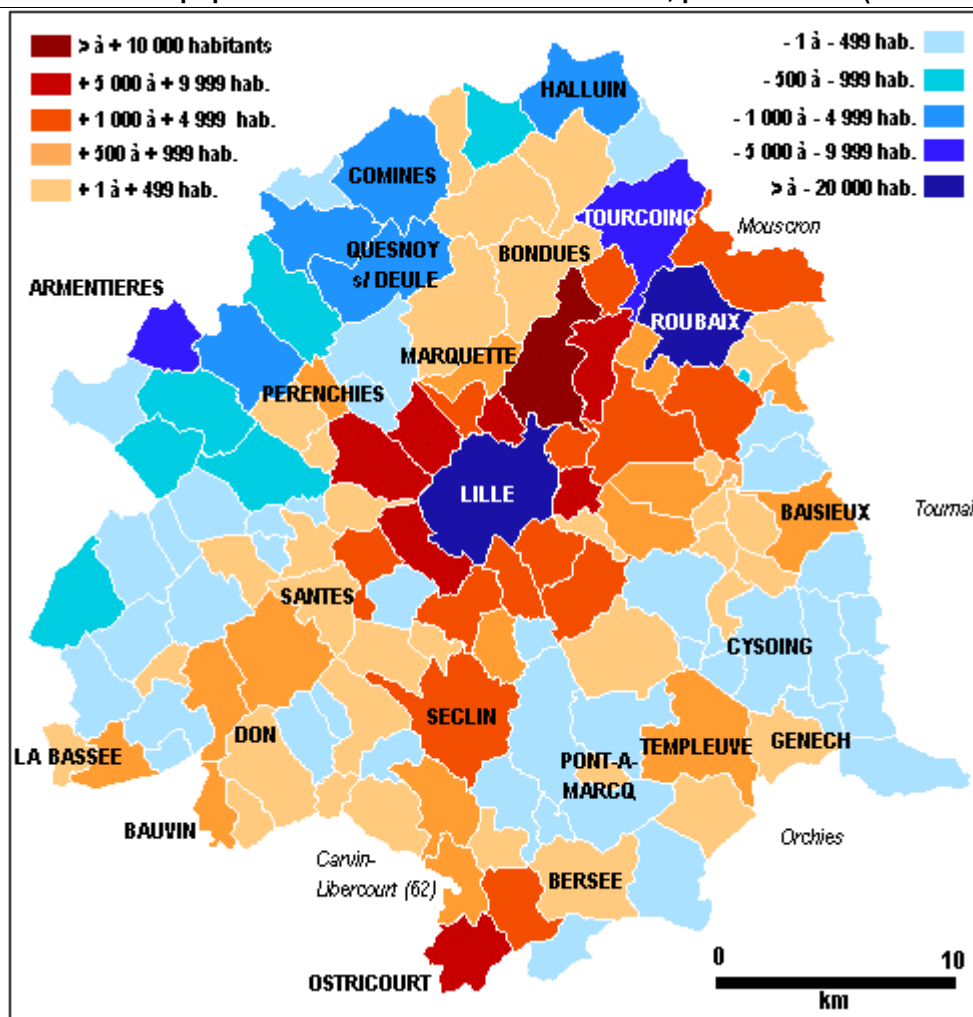 > à + 10 000 habitants
+ 5 000 à + 9 999 hab.
+ 1 000 à + 4 999 hab.
+ 500 à + 999 hab.
+ 1 à + 499 hab.
- 1 à - 499 hab.
- 500 à - 999 hab.
- 1 000 à - 4 999 hab.
- 5 000 à - 9 999 hab.
> à - 20 000 hab.
HALLUIN
COMINES
TOURCOING
Mouscron
QUESNOY
s/ DEULE
BONDUES
ARMENTIERES
ROUBAIX
MARQUETTE
PERENCHIES
LILLE
BAISIEUX
Tournai
SANTES
CYSOING
SECLIN
DON
TEMPLEUVE
GENECH
LA BASSEE
PONT-A-
MARCQ
BAUVIN
Orchies
Carvin-
Libercourt (62)
BERSEE
OSTRICOURT
0 10
km